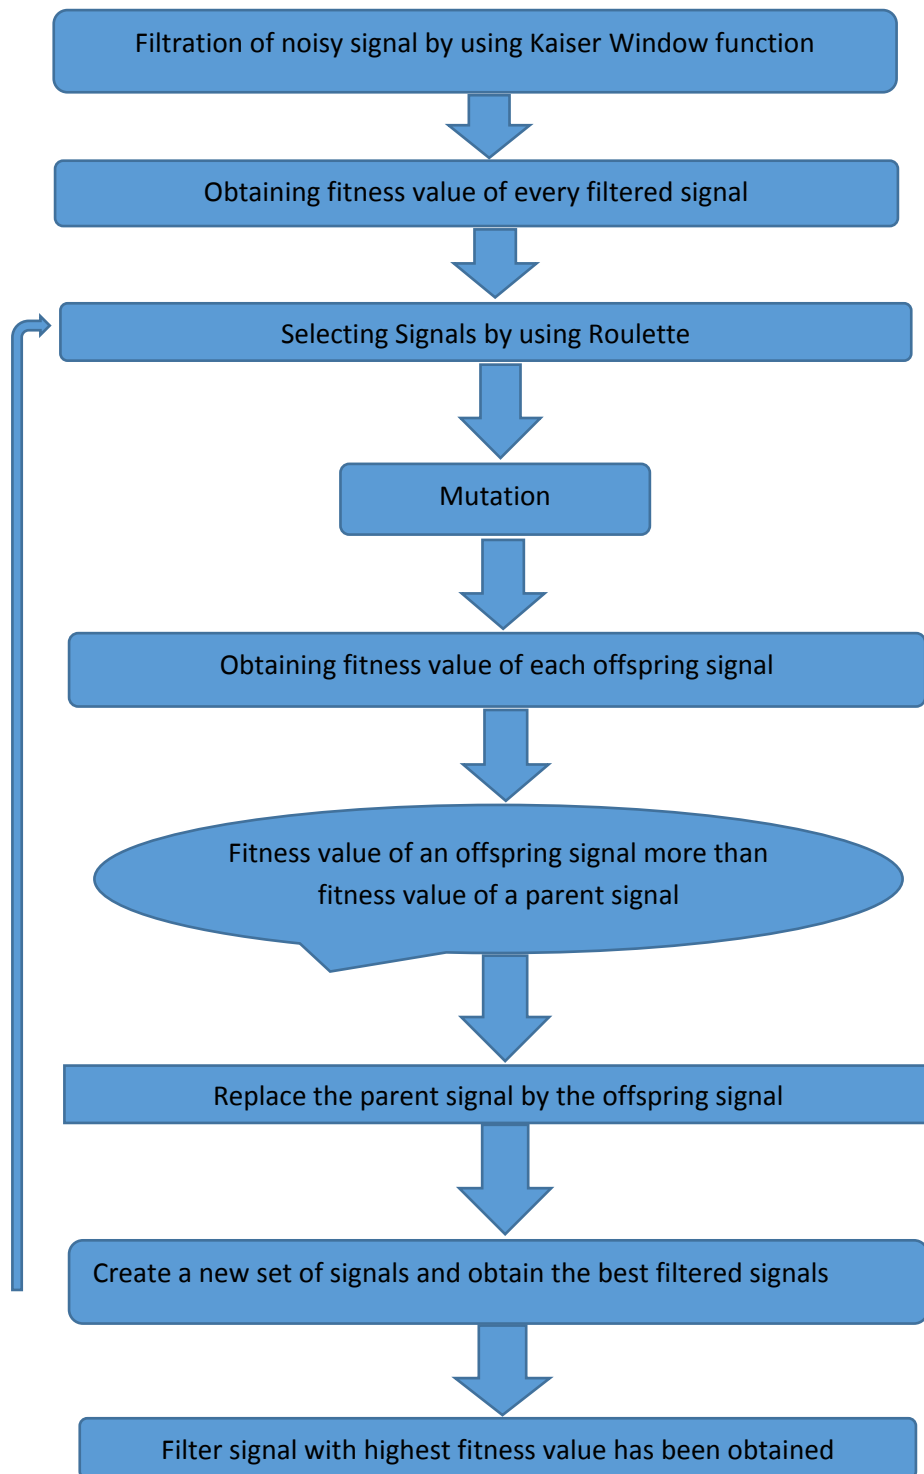 Filtration of noisy signal by using Kaiser Window function
Obtaining fitness value of every filtered signal
Selecting Signals by using Roulette
Mutation
Obtaining fitness value of each offspring signal
Fitness value of an offspring signal more than
fitness value of a parent signal
Replace the parent signal by the offspring signal
Create a new set of signals and obtain the best filtered signals
Filter signal with highest fitness value has been obtained